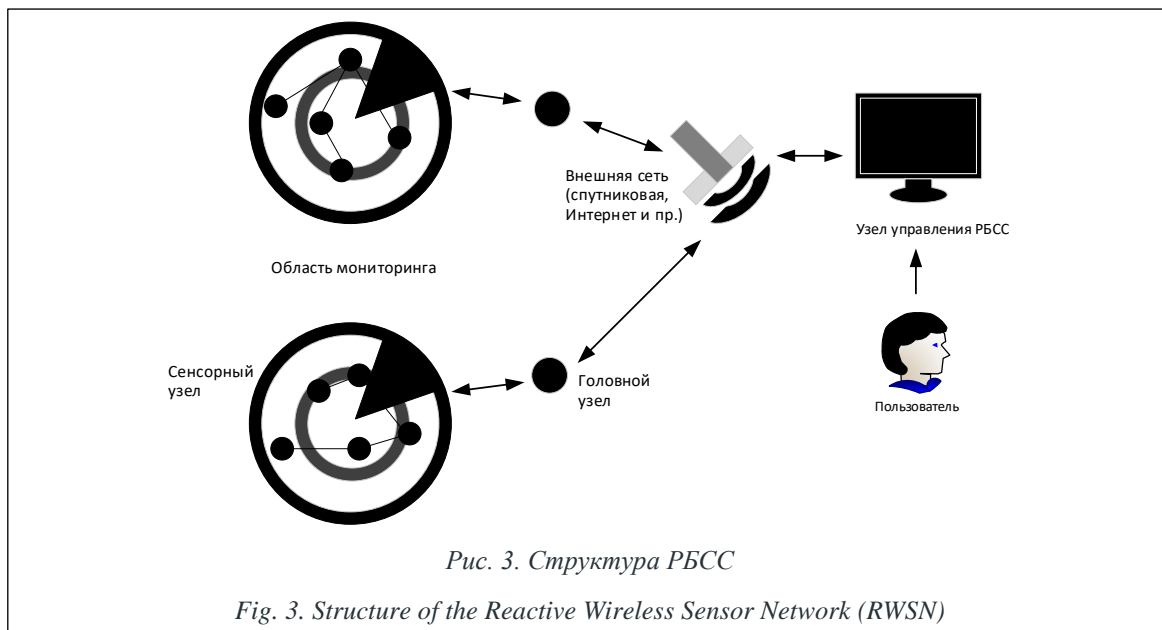 Внешняя сеть
(спутниковая,
Интернет и пр.)
Узел управления РБСС
Область мониторинга
Сенсорный
узел
Головной
узел
Пользователь
Рис. 3. Структура РБСС
Fig. 3. Structure of the Reactive Wireless Sensor Network (RWSN)